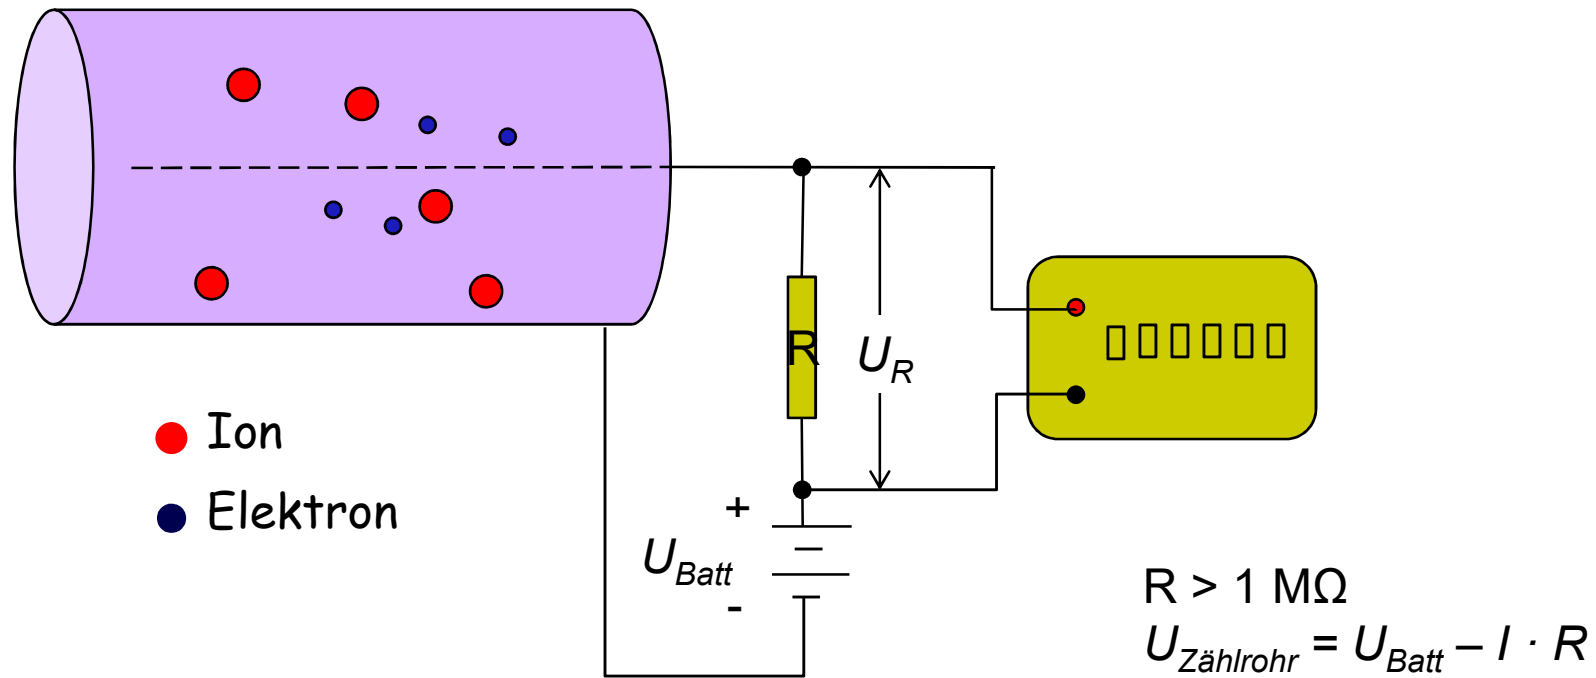 R
U_R
Ion
Elektron
+
U_Batt
-
R > 1 MΩ
U_Zählrohr = U_Batt – I · R